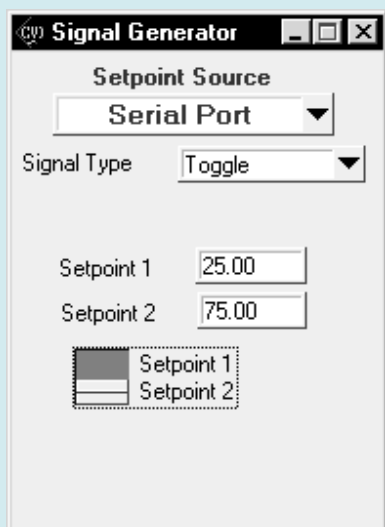 Signal Generator
Setpoint Source
Serial Port
Signal Type Toggle
Setpoint 1 25.00
Setpoint 2 75.00
Setpoint 1
Setpoint 2